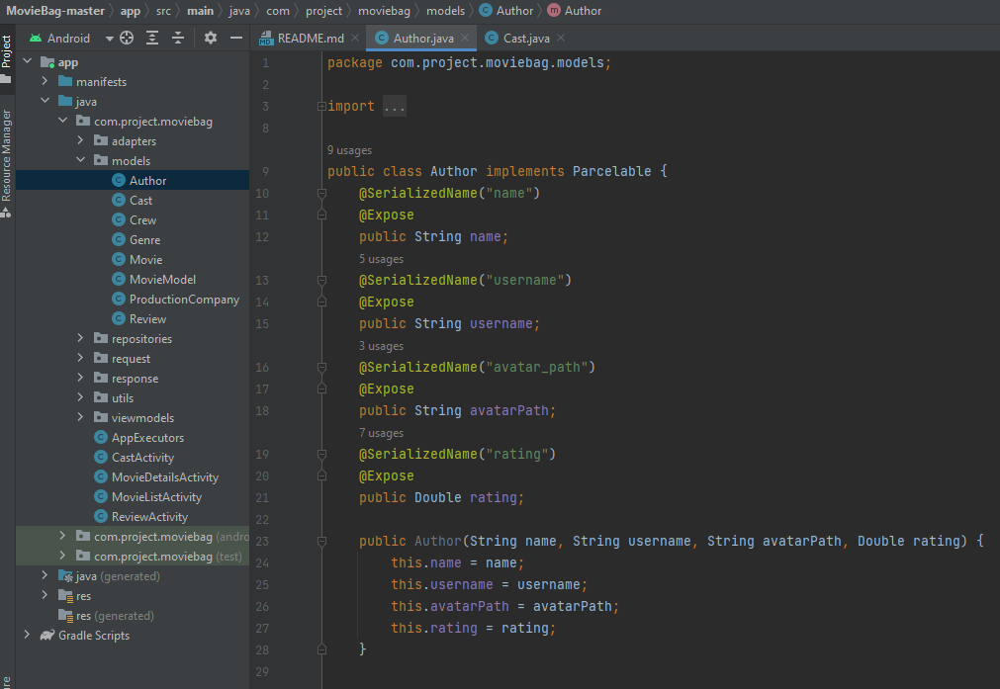 MovieBag-master app src main java com project moviebag models Author Author
Android README.md Author.java Cast.java
Project
Resource Manager
app
manifests
java
com.project.moviebag
adapters
models
Author
Cast
Crew
Genre
Movie
MovieModel
ProductionCompany
Review
repositories
request
response
utils
viewmodels
AppExecutors
CastActivity
MovieDetailsActivity
MovieListActivity
ReviewActivity
com.project.moviebag (andro
com.project.moviebag (test)
java (generated)
res
res (generated)
Gradle Scripts
1 package com.project.moviebag.models;
2
3 import ...
8
9 usages
9 public class Author implements Parcelable {
10 @SerializedName("name")
11 @Expose
12 public String name;
5 usages
13 @SerializedName("username")
14 @Expose
15 public String username;
3 usages
16 @SerializedName("avatar_path")
17 @Expose
18 public String avatarPath;
7 usages
19 @SerializedName("rating")
20 @Expose
21 public Double rating;
22
23 public Author(String name, String username, String avatarPath, Double rating) {
24 this.name = name;
25 this.username = username;
26 this.avatarPath = avatarPath;
27 this.rating = rating;
28 }
29